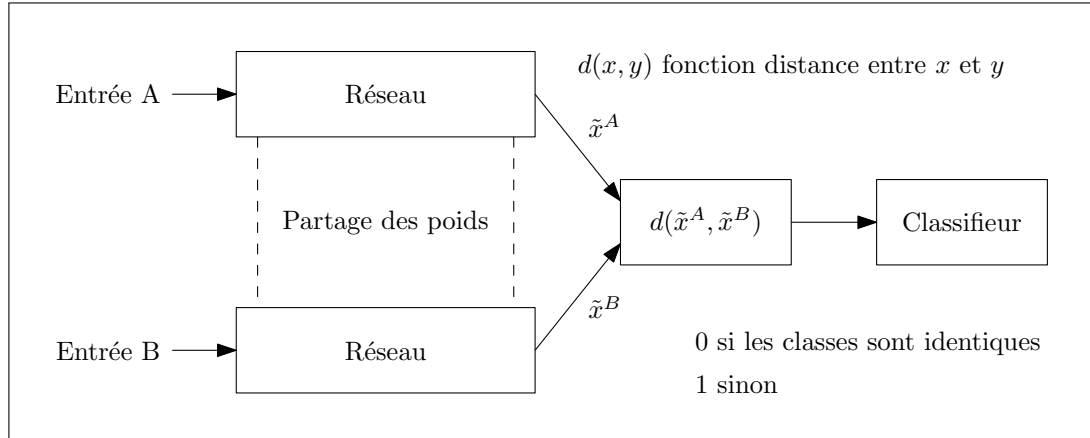 d(x, y) fonction distance entre x et y
Entrée A
Réseau
x̃^A
Partage des poids
d(x̃^A, x̃^B)
Classifieur
x̃^B
Entrée B
Réseau
0 si les classes sont identiques
1 sinon